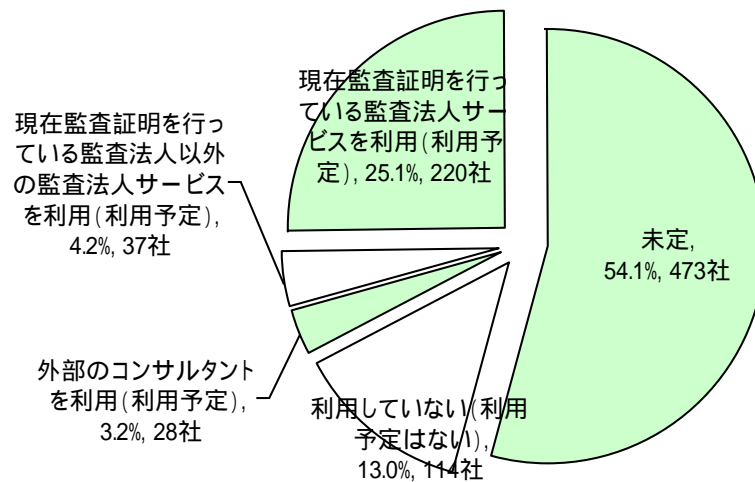 現在監査証明を行っ
ている監査法人サー
ビスを利用(利用予
定), 25.1%, 220社
現在監査証明を行っ
ている監査法人以外
の監査法人サービス
を利用(利用予定),
4.2%, 37社
未定,
54.1%, 473社
外部のコンサルタント
を利用(利用予定),
3.2%, 28社
利用していない(利用
予定はない),
13.0%, 114社